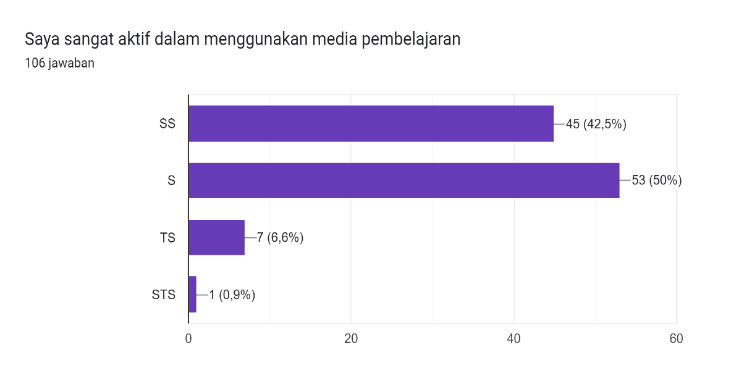 Saya sangat aktif dalam menggunakan media pembelajaran
106 jawaban
SS 45 (42,5%)
S 53 (50%)
TS 7 (6,6%)
STS 1 (0,9%)
0 20 40 60